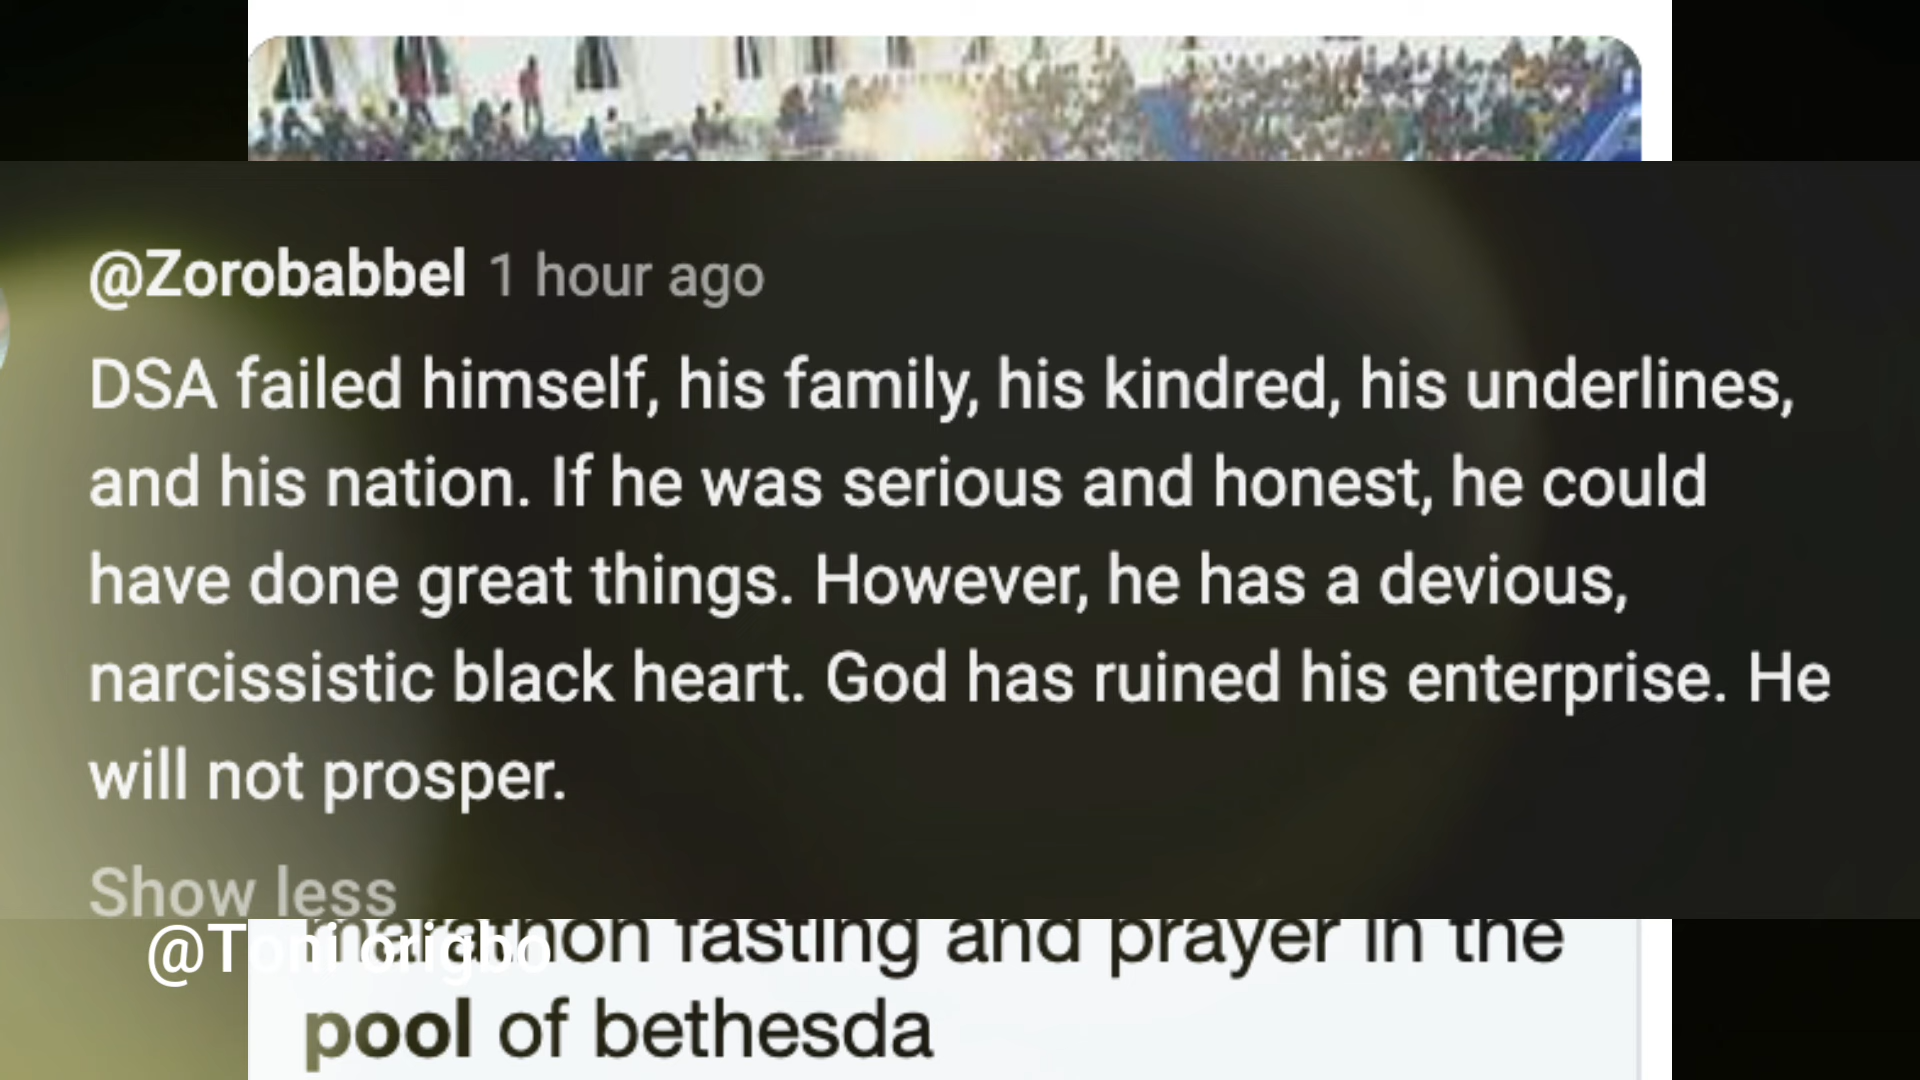 @Zorobabbel 1 hour ago
DSA failed himself, his family, his kindred, his underlines,
and his nation. If he was serious and honest, he could
have done great things. However, he has a devious,
narcissistic black heart. God has ruined his enterprise. He
will not prosper.
Show less
@Toni origbo
fasting and prayer in the
pool of bethesda